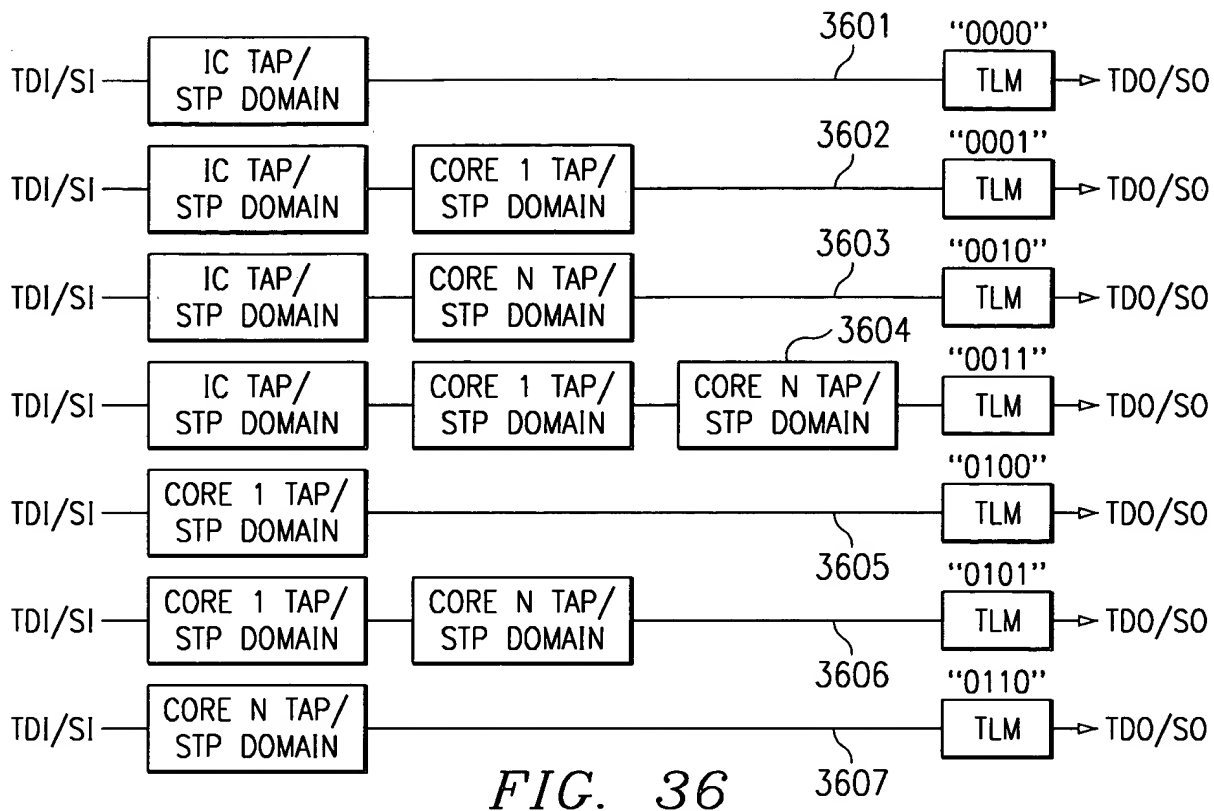 3601
"0000"
TDI/SI
IC TAP/
STP DOMAIN
TLM
TDO/SO
3602
"0001"
TDI/SI
IC TAP/
STP DOMAIN
CORE 1 TAP/
STP DOMAIN
TLM
TDO/SO
3603
"0010"
TDI/SI
IC TAP/
STP DOMAIN
CORE N TAP/
STP DOMAIN
TLM
TDO/SO
3604
"0011"
TDI/SI
IC TAP/
STP DOMAIN
CORE 1 TAP/
STP DOMAIN
CORE N TAP/
STP DOMAIN
TLM
TDO/SO
"0100"
TDI/SI
CORE 1 TAP/
STP DOMAIN
TLM
TDO/SO
3605
"0101"
TDI/SI
CORE 1 TAP/
STP DOMAIN
CORE N TAP/
STP DOMAIN
TLM
TDO/SO
3606
"0110"
TDI/SI
CORE N TAP/
STP DOMAIN
TLM
TDO/SO
3607
FIG. 36